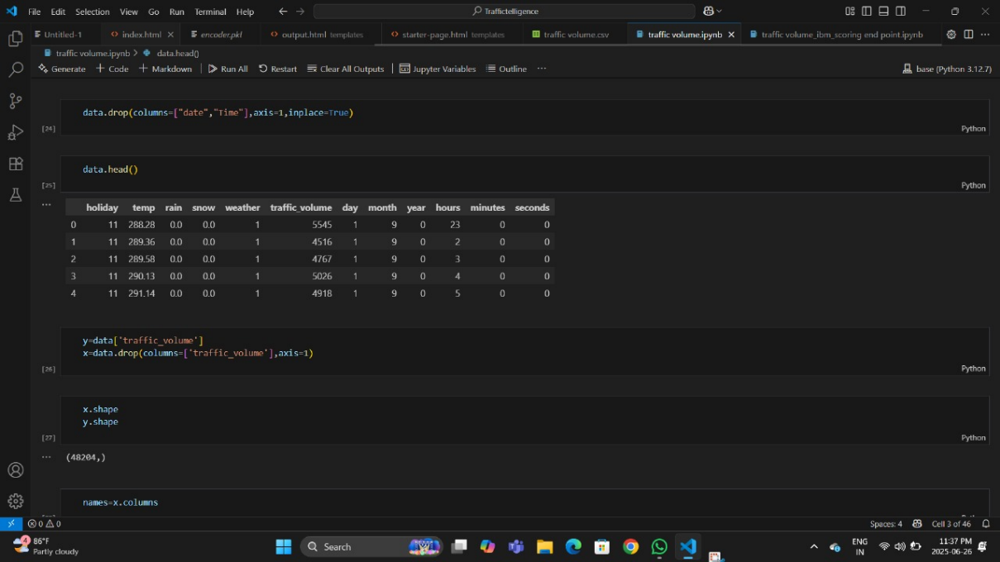 File Edit Selection View Go Run Terminal Help
Traffictelligence
Untitled-1 index.html encoder.pkl output.html templates starter-page.html templates traffic volume.csv traffic volume.ipynb traffic volume_ibm_scoring end point.ipynb
traffic volume.ipynb > data.head()
Generate + Code + Markdown Run All Restart Clear All Outputs Jupyter Variables Outline ...
base (Python 3.12.7)
data.drop(columns=["date","Time"],axis=1,inplace=True)
[24] Python
data.head()
[25] Python
holiday temp rain snow weather traffic_volume day month year hours minutes seconds
0 11 288.28 0.0 0.0 1 5545 1 9 0 23 0 0
1 11 289.36 0.0 0.0 1 4516 1 9 0 2 0 0
2 11 289.58 0.0 0.0 1 4767 1 9 0 3 0 0
3 11 290.13 0.0 0.0 1 5026 1 9 0 4 0 0
4 11 291.14 0.0 0.0 1 4918 1 9 0 5 0 0
y=data['traffic_volume']
x=data.drop(columns=['traffic_volume'],axis=1)
[26] Python
x.shape
y.shape
[27] Python
(48204,)
names=x.columns
0 0 Spaces: 4 Cell 3 of 46
4 86°F
Partly cloudy
Search
ENG
IN
11:37 PM
2025-06-26